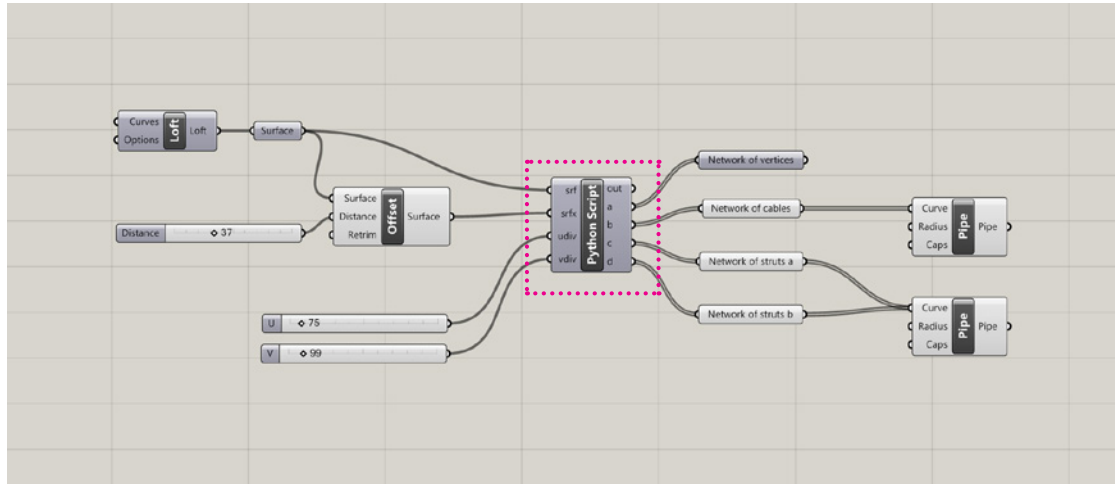 Curves
Options
Loft
Loft
Surface
Surface
Distance
Retrim
Offset
Surface
Distance
37
U
75
V
99
srf
srfx
udiv
vdiv
Python Script
out
a
b
c
d
Network of vertices
Network of cables
Network of struts a
Network of struts b
Curve
Radius
Caps
Pipe
Pipe
Curve
Radius
Caps
Pipe
Pipe